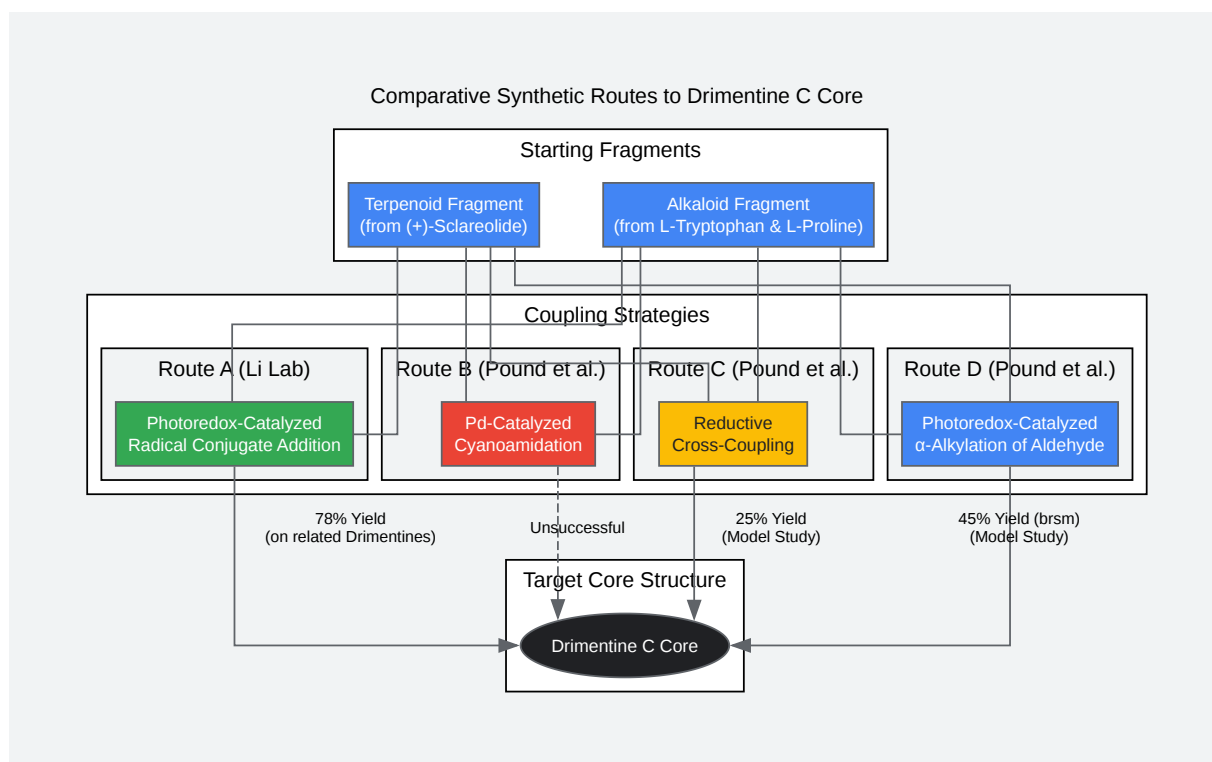 Comparative Synthetic Routes to Drimentine C Core
Starting Fragments
Terpenoid Fragment
(from (+)-Sclareolide)
Alkaloid Fragment
(from L-Tryptophan & L-Proline)
Coupling Strategies
Route A (Li Lab)
Photoredox-Catalyzed
Radical Conjugate Addition
Route B (Pound et al.)
Pd-Catalyzed
Cyanoamidation
Route C (Pound et al.)
Reductive
Cross-Coupling
Route D (Pound et al.)
Photoredox-Catalyzed
α-Alkylation of Aldehyde
78% Yield
(on related Drimentines)
Unsuccessful
25% Yield
(Model Study)
45% Yield (brsm)
(Model Study)
Target Core Structure
Drimentine C Core